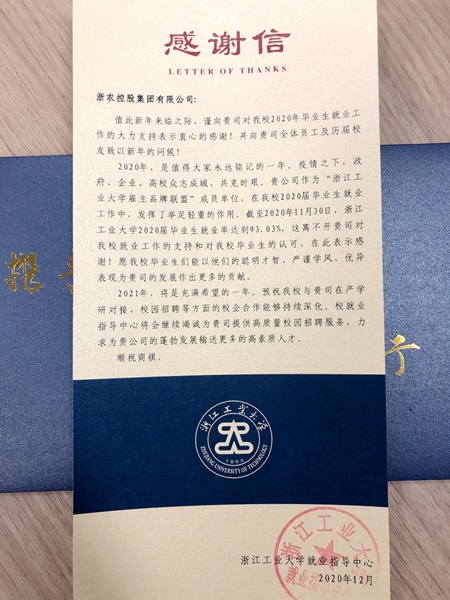 感谢信
LETTER OF THANKS
浙农控股集团有限公司:
值此新年来临之际,谨向贵司对我校2020年毕业生就业工
作的大力支持表示衷心的感谢!并向贵司全体员工及历届校
友致以新年的问候!
2020年,是值得大家永远铭记的一年。疫情之下,政
府、企业、高校众志成城,共克时艰。贵公司作为“浙江工
业大学雇主品牌联盟”成员单位,在我校2020届毕业生就业
工作中,发挥了举足轻重的作用。截至2020年11月30日,浙江
工业大学2020届毕业生就业率达到93.03%。这离不开贵司对
我校就业工作的支持和对我校毕业生的认可,在此表示感
谢!愿我校毕业生们能以他们的聪明才智、严谨学风、优异
表现为贵司的发展作出更多的贡献。
2021年,将是充满希望的一年。预祝我校与贵司在产学
研对接、校园招聘等方面的校企合作能够持续深化。校就业
指导中心将会继续竭诚为贵司提供高质量校园招聘服务,力
求为贵公司的蓬勃发展输送更多的高素质人才。
顺祝商祺。
浙江工业大学
1953
ZHEJIANG UNIVERSITY OF TECHNOLOGY
浙江工业大学就业指导中心
2020年12月
浙江工业大学
就业指导中心